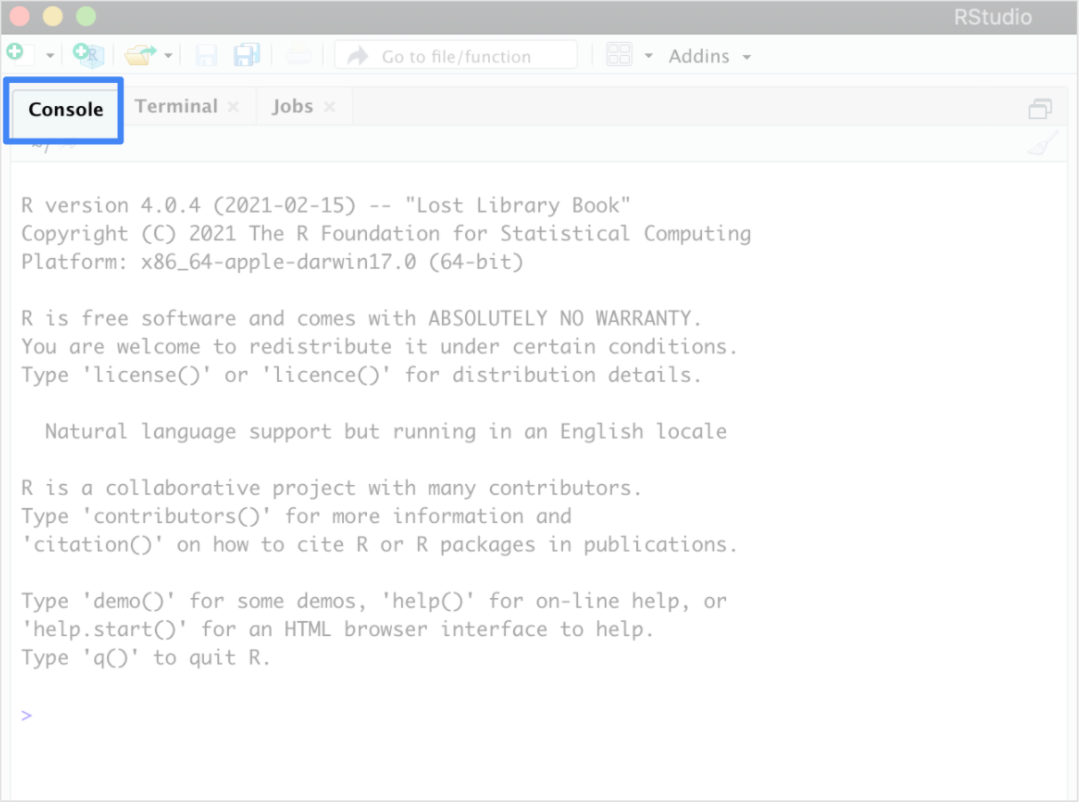 RStudio
Go to file/function
Addins
Console
Terminal
Jobs
~/
R version 4.0.4 (2021-02-15) -- "Lost Library Book"
Copyright (C) 2021 The R Foundation for Statistical Computing
Platform: x86_64-apple-darwin17.0 (64-bit)
R is free software and comes with ABSOLUTELY NO WARRANTY.
You are welcome to redistribute it under certain conditions.
Type 'license()' or 'licence()' for distribution details.
Natural language support but running in an English locale
R is a collaborative project with many contributors.
Type 'contributors()' for more information and
'citation()' on how to cite R or R packages in publications.
Type 'demo()' for some demos, 'help()' for on-line help, or
'help.start()' for an HTML browser interface to help.
Type 'q()' to quit R.
>